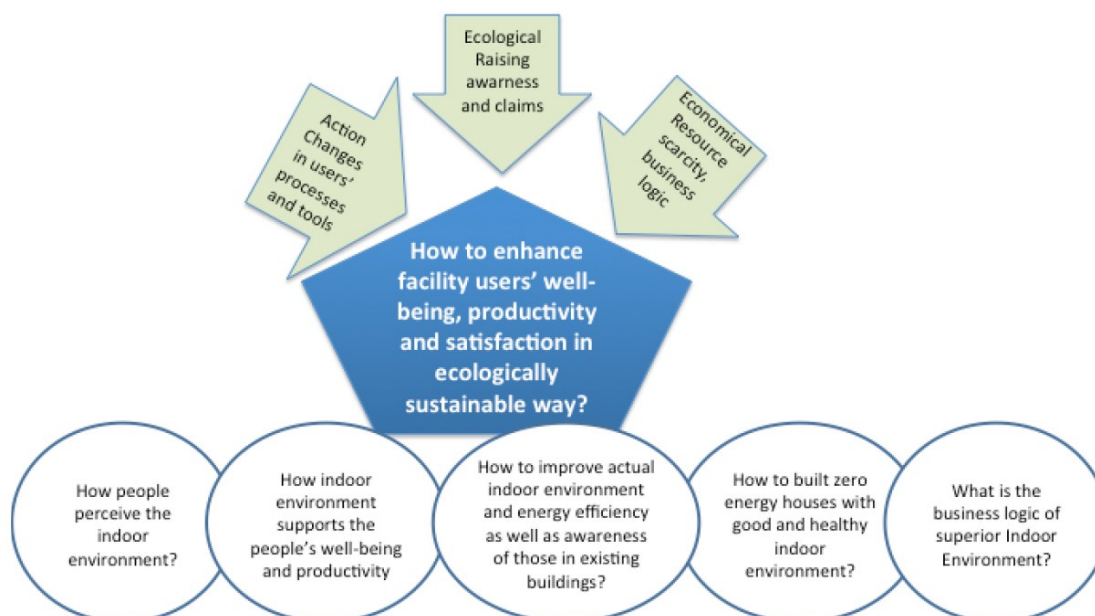 Ecological
Raising
awarness
and claims
Action
Changes
in users'
processes
and tools
Economical
Resource
scarcity,
business
logic
How to enhance
facility users' well-
being, productivity
and satisfaction in
ecologically
sustainable way?
How people
perceive the
indoor
environment?
How indoor
environment
supports the
people's well-being
and productivity
How to improve actual
indoor environment
and energy efficiency
as well as awareness
of those in existing
buildings?
How to built zero
energy houses with
good and healthy
indoor
environment?
What is the
business logic of
superior Indoor
Environment?